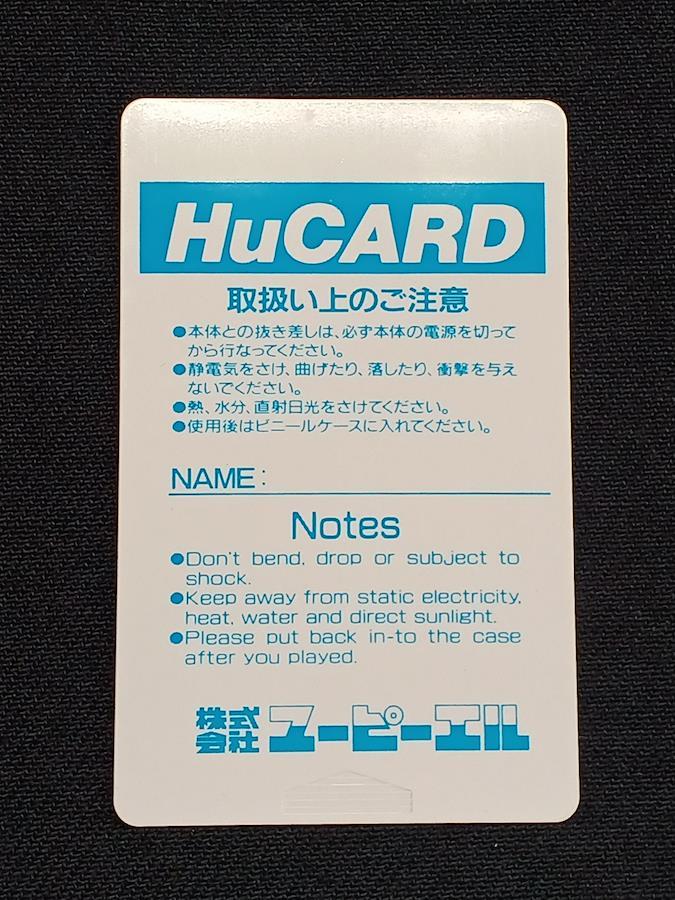 HuCARD
取扱い上のご注意
●本体との抜き差しは、必ず本体の電源を切って
から行なってください。
●静電気をさけ、曲げたり、落したり、衝撃を与え
ないでください。
●熱、水分、直射日光をさけてください。
●使用後はビニールケースに入れてください。
NAME:
Notes
●Don't bend, drop or subject to
shock.
●Keep away from static electricity,
heat, water and direct sunlight.
●Please put back in-to the case
after you played.
株式会社 ユーピーエル